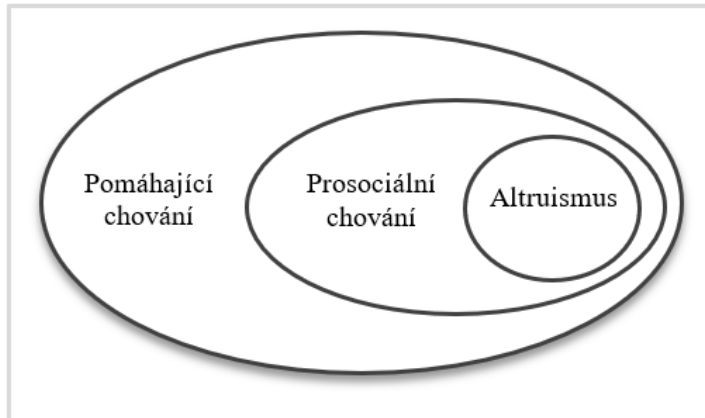 Pomáhající
chování
Prosociální
chování
Altruismus